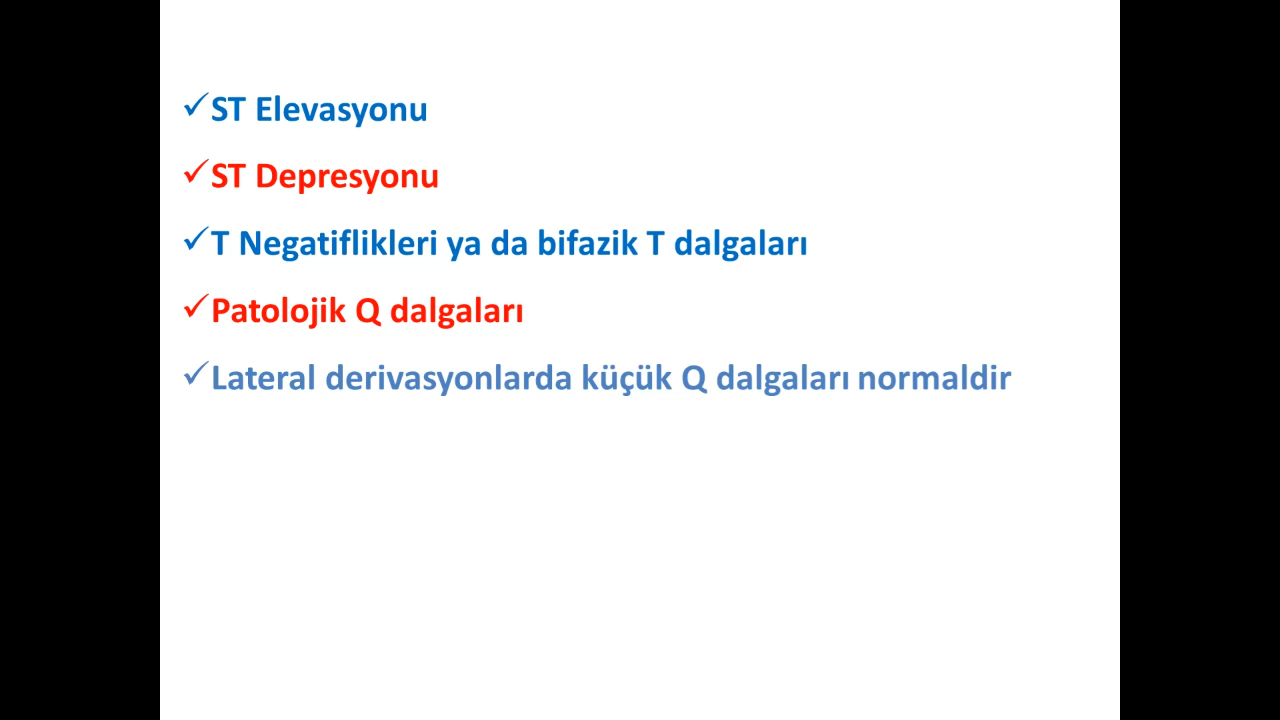 ✓ST Elevasyonu
✓ST Depresyonu
✓T Negatiflikleri ya da bifazik T dalgaları
✓Patolojik Q dalgaları
✓Lateral derivasyonlarda küçük Q dalgaları normaldir